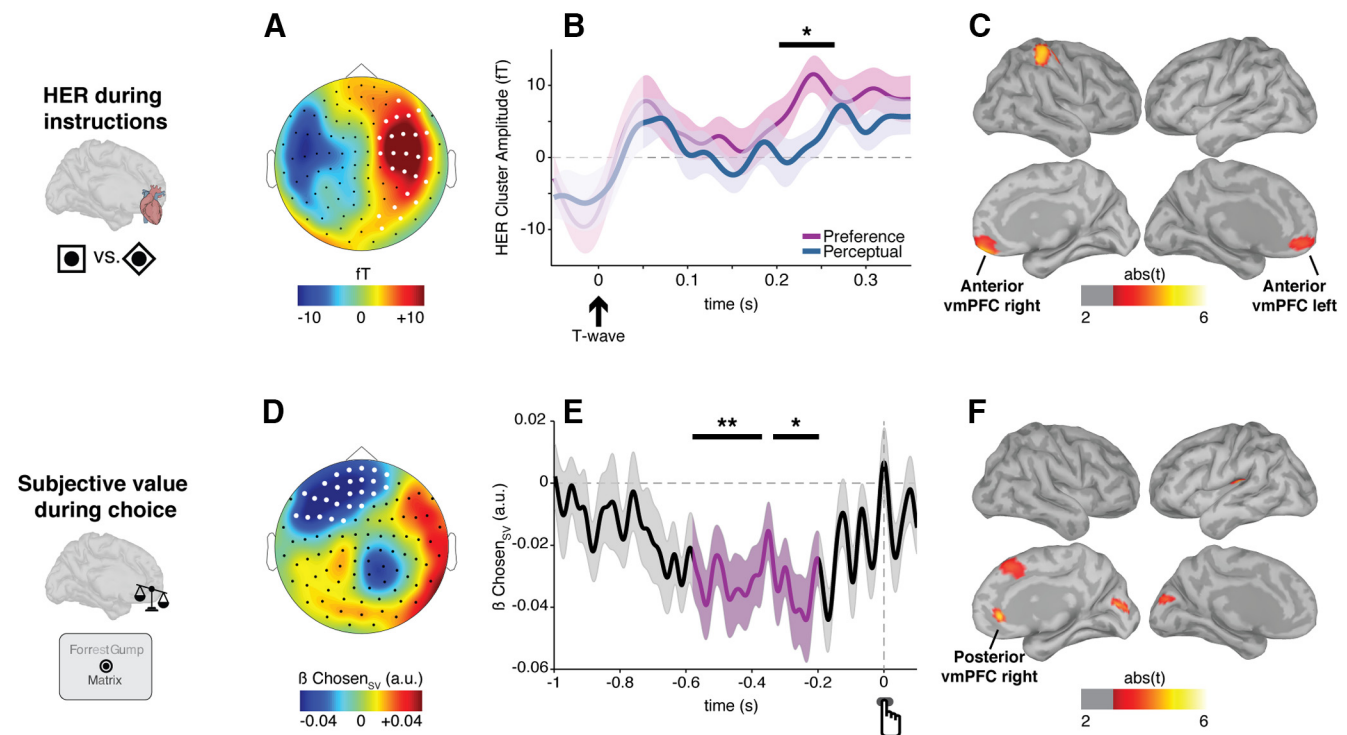 A
B
C
HER during
instructions
vs.
fT
-10 0 +10
HER Cluster Amplitude (fT)
10
0
-10
*
Preference
Perceptual
0 0.1 0.2 0.3
time (s)
T-wave
Anterior
vmPFC right
abs(t)
2 6
Anterior
vmPFC left
D
E
F
Subjective value
during choice
ForrestGump
Matrix
ß Chosen_SV (a.u.)
-0.04 0 +0.04
ß Chosen_SV (a.u.)
0.02
0
-0.02
-0.04
-0.06
** *
-1 -0.8 -0.6 -0.4 -0.2 0
time (s)
Posterior
vmPFC right
abs(t)
2 6